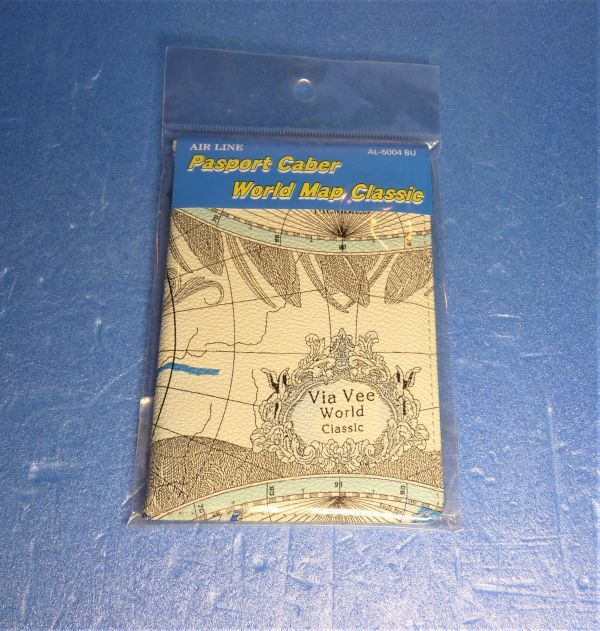 AIR LINE
AL-6004 BU
Pasport Caber
World Map Classic
Via Vee
World
Classic